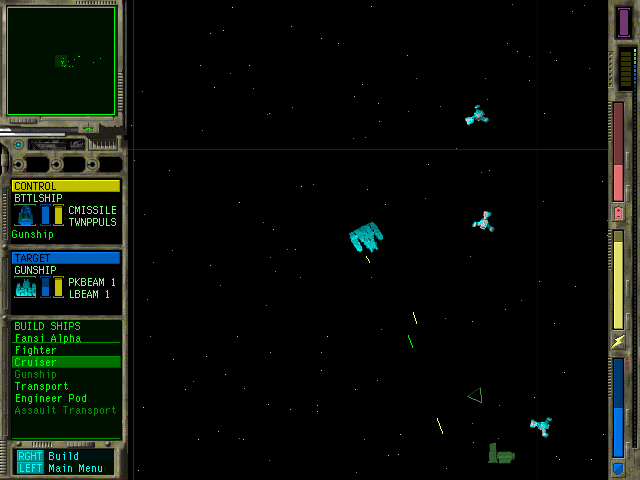 CONTROL
BTTLSHIP
CMISSILE
TWNPPULS
Gunship
TARGET
GUNSHIP
PKBEAM 1
LBEAM 1
BUILD SHIPS
Fansi Alpha
Fighter
Cruiser
Gunship
Transport
Engineer Pod
Assault Transport
RGHT Build
LEFT Main Menu